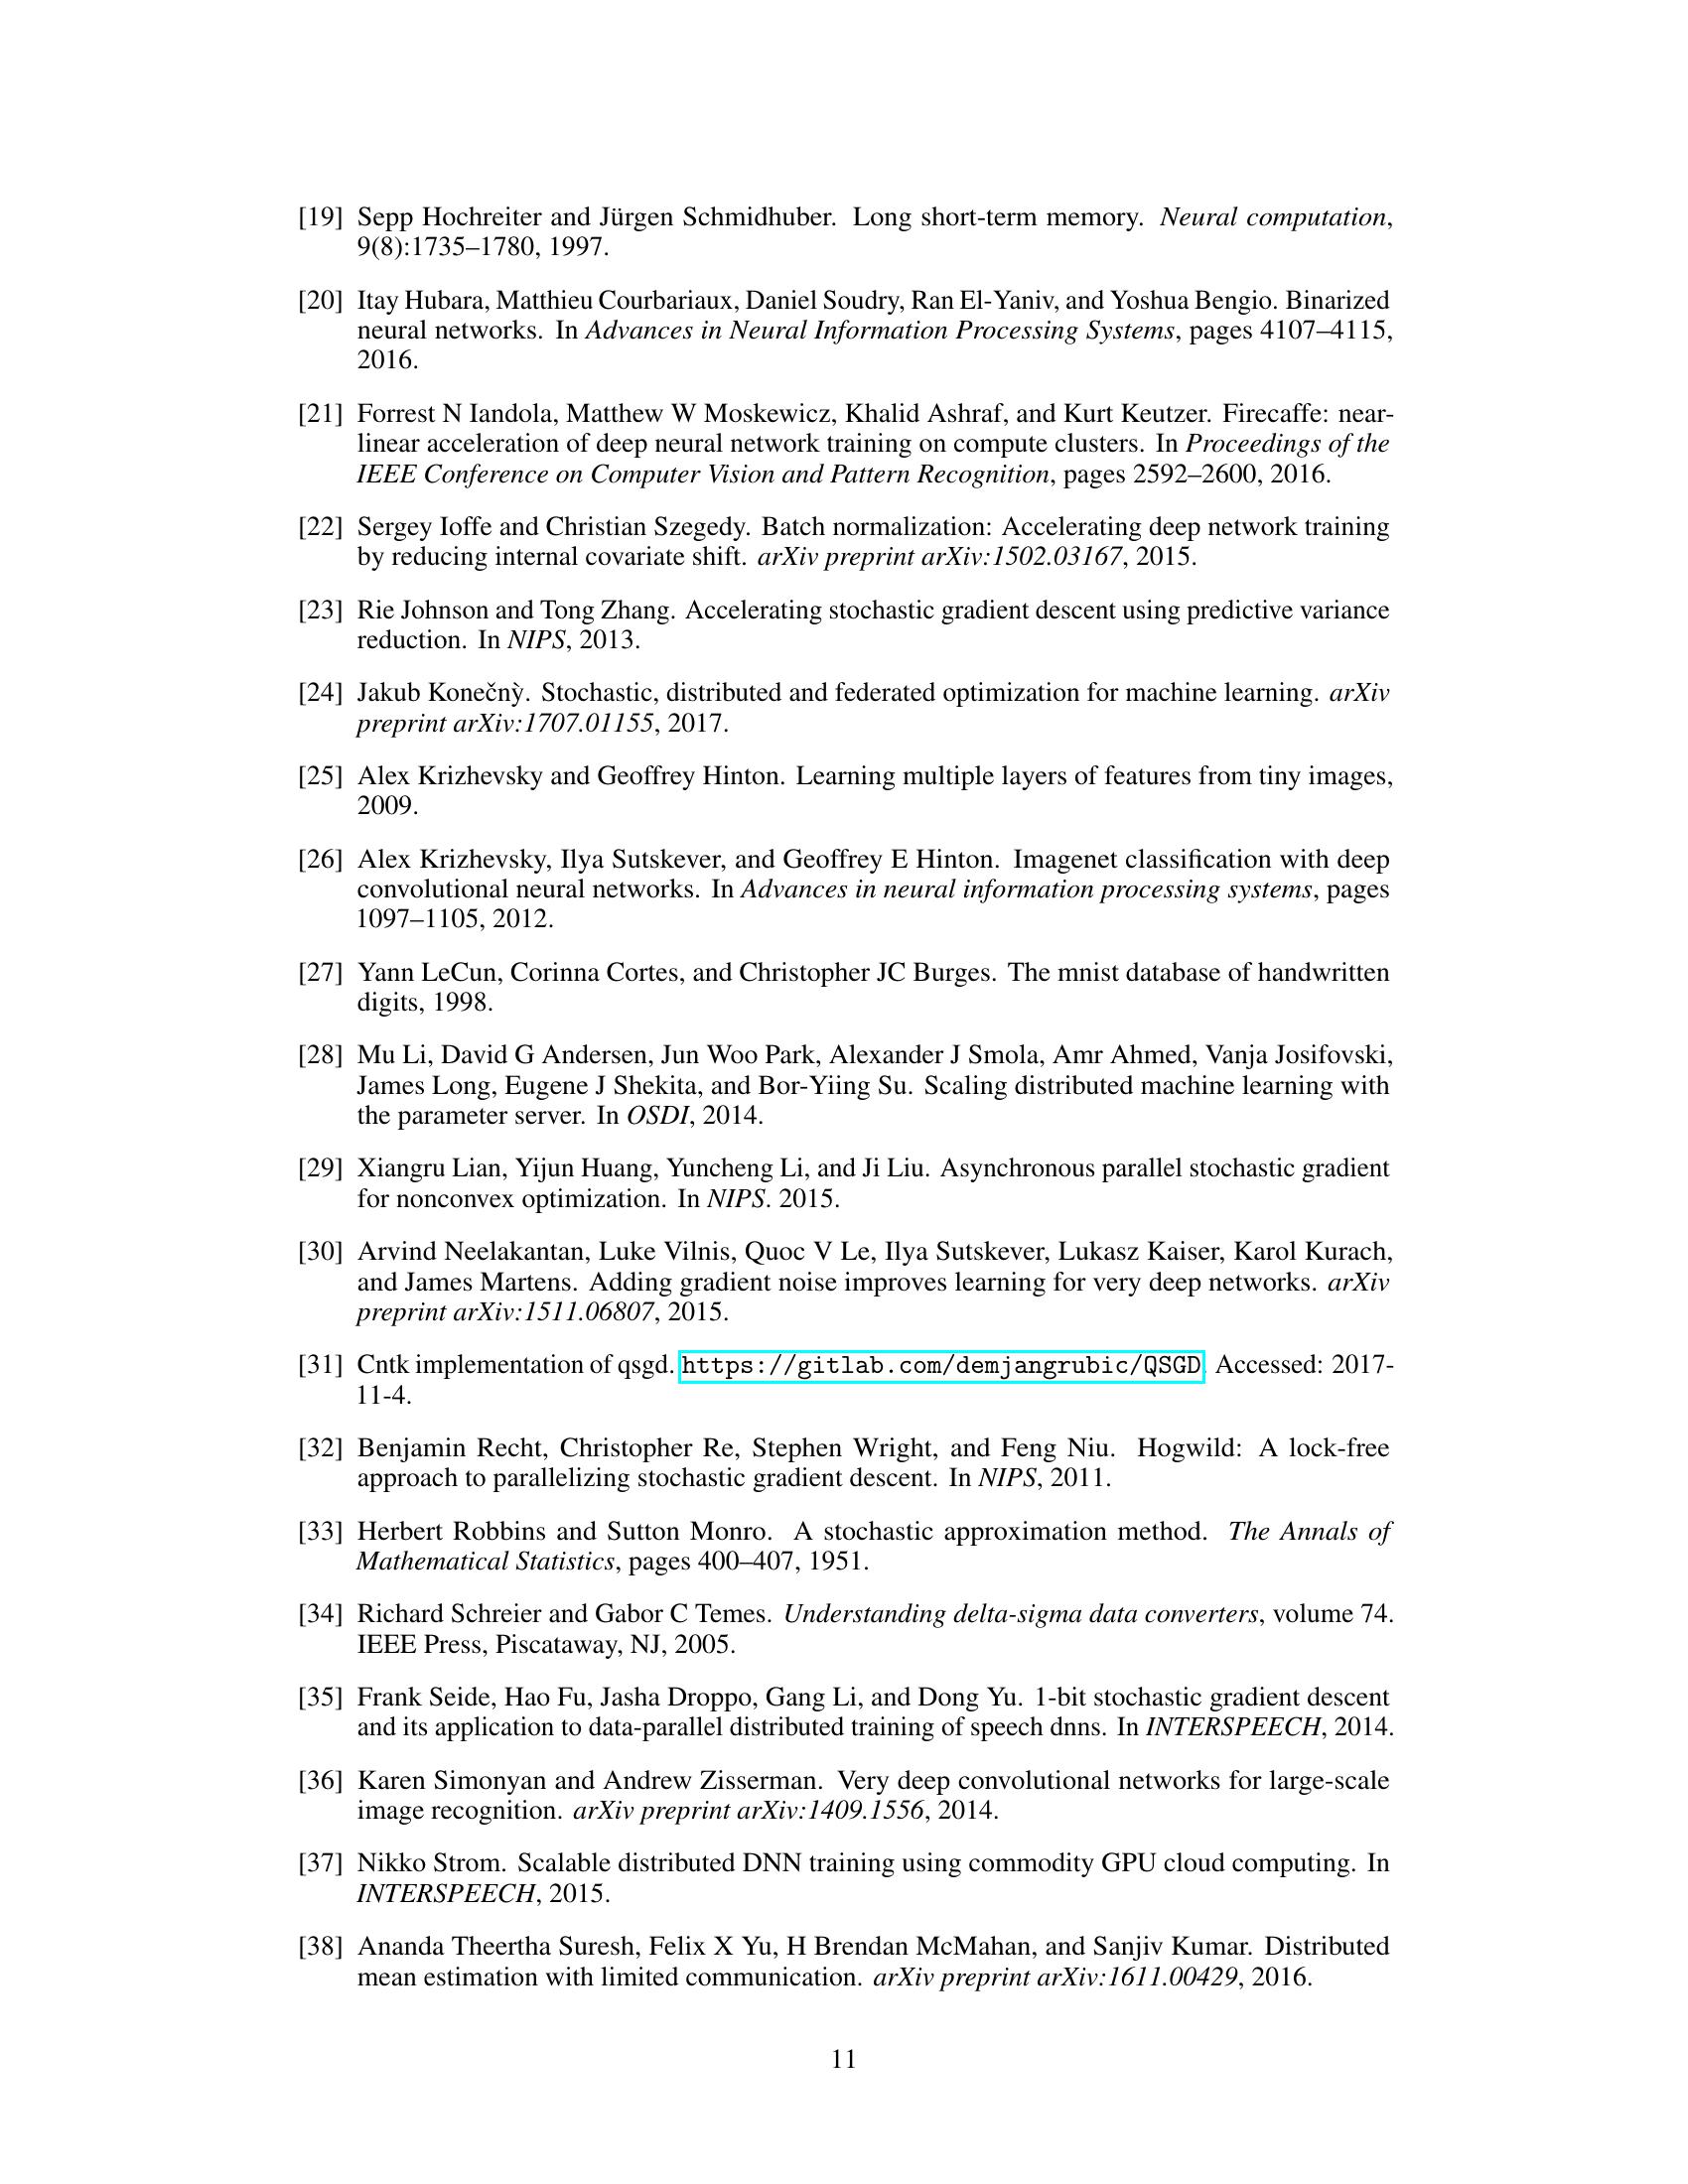 [19] Sepp Hochreiter and Jürgen Schmidhuber. Long short-term memory. Neural computation,
9(8):1735–1780, 1997.
[20] Itay Hubara, Matthieu Courbariaux, Daniel Soudry, Ran El-Yaniv, and Yoshua Bengio. Binarized
neural networks. In Advances in Neural Information Processing Systems, pages 4107–4115,
2016.
[21] Forrest N Iandola, Matthew W Moskewicz, Khalid Ashraf, and Kurt Keutzer. Firecaffe: near-
linear acceleration of deep neural network training on compute clusters. In Proceedings of the
IEEE Conference on Computer Vision and Pattern Recognition, pages 2592–2600, 2016.
[22] Sergey Ioffe and Christian Szegedy. Batch normalization: Accelerating deep network training
by reducing internal covariate shift. arXiv preprint arXiv:1502.03167, 2015.
[23] Rie Johnson and Tong Zhang. Accelerating stochastic gradient descent using predictive variance
reduction. In NIPS, 2013.
[24] Jakub Konečnỳ. Stochastic, distributed and federated optimization for machine learning. arXiv
preprint arXiv:1707.01155, 2017.
[25] Alex Krizhevsky and Geoffrey Hinton. Learning multiple layers of features from tiny images,
2009.
[26] Alex Krizhevsky, Ilya Sutskever, and Geoffrey E Hinton. Imagenet classification with deep
convolutional neural networks. In Advances in neural information processing systems, pages
1097–1105, 2012.
[27] Yann LeCun, Corinna Cortes, and Christopher JC Burges. The mnist database of handwritten
digits, 1998.
[28] Mu Li, David G Andersen, Jun Woo Park, Alexander J Smola, Amr Ahmed, Vanja Josifovski,
James Long, Eugene J Shekita, and Bor-Yiing Su. Scaling distributed machine learning with
the parameter server. In OSDI, 2014.
[29] Xiangru Lian, Yijun Huang, Yuncheng Li, and Ji Liu. Asynchronous parallel stochastic gradient
for nonconvex optimization. In NIPS. 2015.
[30] Arvind Neelakantan, Luke Vilnis, Quoc V Le, Ilya Sutskever, Lukasz Kaiser, Karol Kurach,
and James Martens. Adding gradient noise improves learning for very deep networks. arXiv
preprint arXiv:1511.06807, 2015.
[31] Cntk implementation of qsgd. https://gitlab.com/demjangrubic/QSGD. Accessed: 2017-
11-4.
[32] Benjamin Recht, Christopher Re, Stephen Wright, and Feng Niu. Hogwild: A lock-free
approach to parallelizing stochastic gradient descent. In NIPS, 2011.
[33] Herbert Robbins and Sutton Monro. A stochastic approximation method. The Annals of
Mathematical Statistics, pages 400–407, 1951.
[34] Richard Schreier and Gabor C Temes. Understanding delta-sigma data converters, volume 74.
IEEE Press, Piscataway, NJ, 2005.
[35] Frank Seide, Hao Fu, Jasha Droppo, Gang Li, and Dong Yu. 1-bit stochastic gradient descent
and its application to data-parallel distributed training of speech dnns. In INTERSPEECH, 2014.
[36] Karen Simonyan and Andrew Zisserman. Very deep convolutional networks for large-scale
image recognition. arXiv preprint arXiv:1409.1556, 2014.
[37] Nikko Strom. Scalable distributed DNN training using commodity GPU cloud computing. In
INTERSPEECH, 2015.
[38] Ananda Theertha Suresh, Felix X Yu, H Brendan McMahan, and Sanjiv Kumar. Distributed
mean estimation with limited communication. arXiv preprint arXiv:1611.00429, 2016.
11